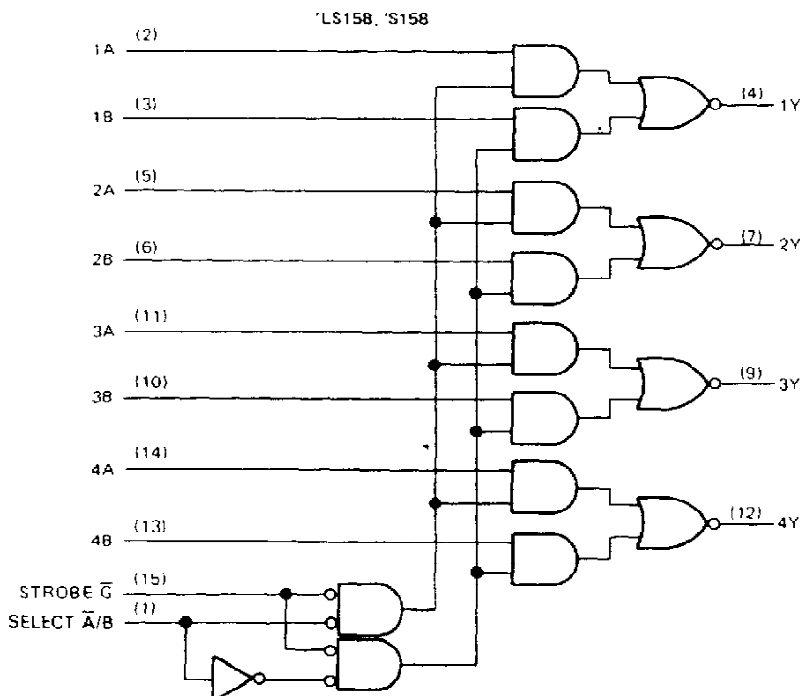 'LS158, 'S158
1A (2)
(4) 1Y
1B (3)
2A (5)
(7) 2Y
2B (6)
3A (11)
(9) 3Y
3B (10)
4A (14)
(12) 4Y
4B (13)
STROBE G̅ (15)
SELECT A̅/B (1)